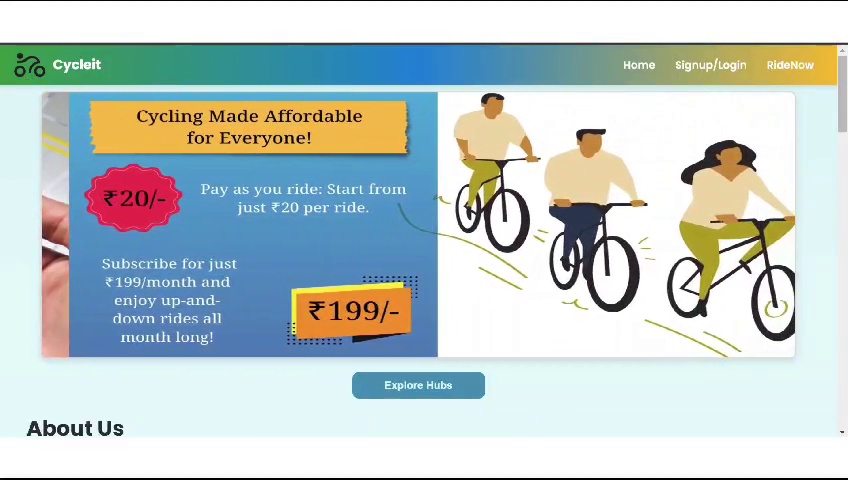 Cycleit
Home Signup/Login RideNow
Cycling Made Affordable
for Everyone!
₹20/-
Pay as you ride: Start from
just ₹20 per ride.
Subscribe for just
₹199/month and
enjoy up-and-
down rides all
month long!
₹199/-
Explore Hubs
About Us